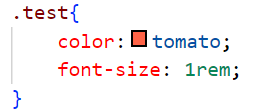 .test{
color: tomato;
font-size: 1rem;
}